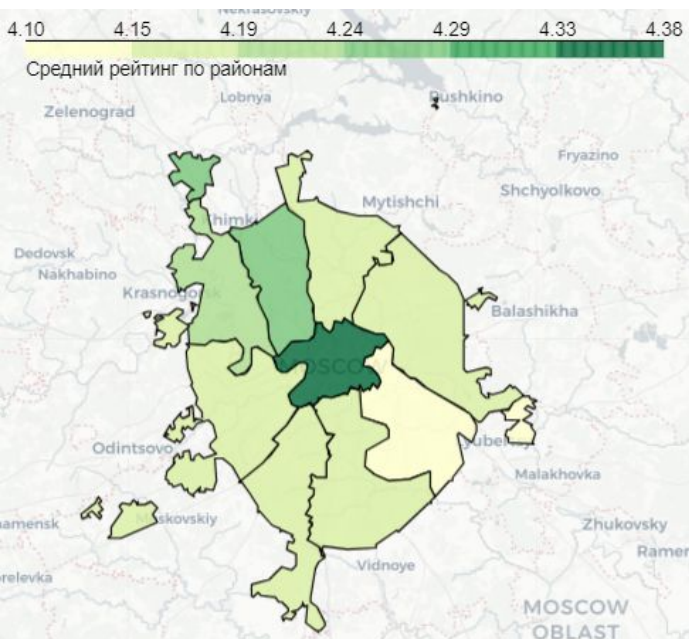 Nekrasovskiy
4.10 4.15 4.19 4.24 4.29 4.33 4.38
Средний рейтинг по районам
Lobnya
Pushkino
Zelenograd
Fryazino
Shchyolkovo
Mytishchi
Khimki
Dedovsk
Nakhabino
Krasnogorsk
Balashikha
MOSCOW
Odintsovo
Lyubertsy
Malakhovka
Moskovskiy
Zhukovsky
Vidnoye
MOSCOW
OBLAST